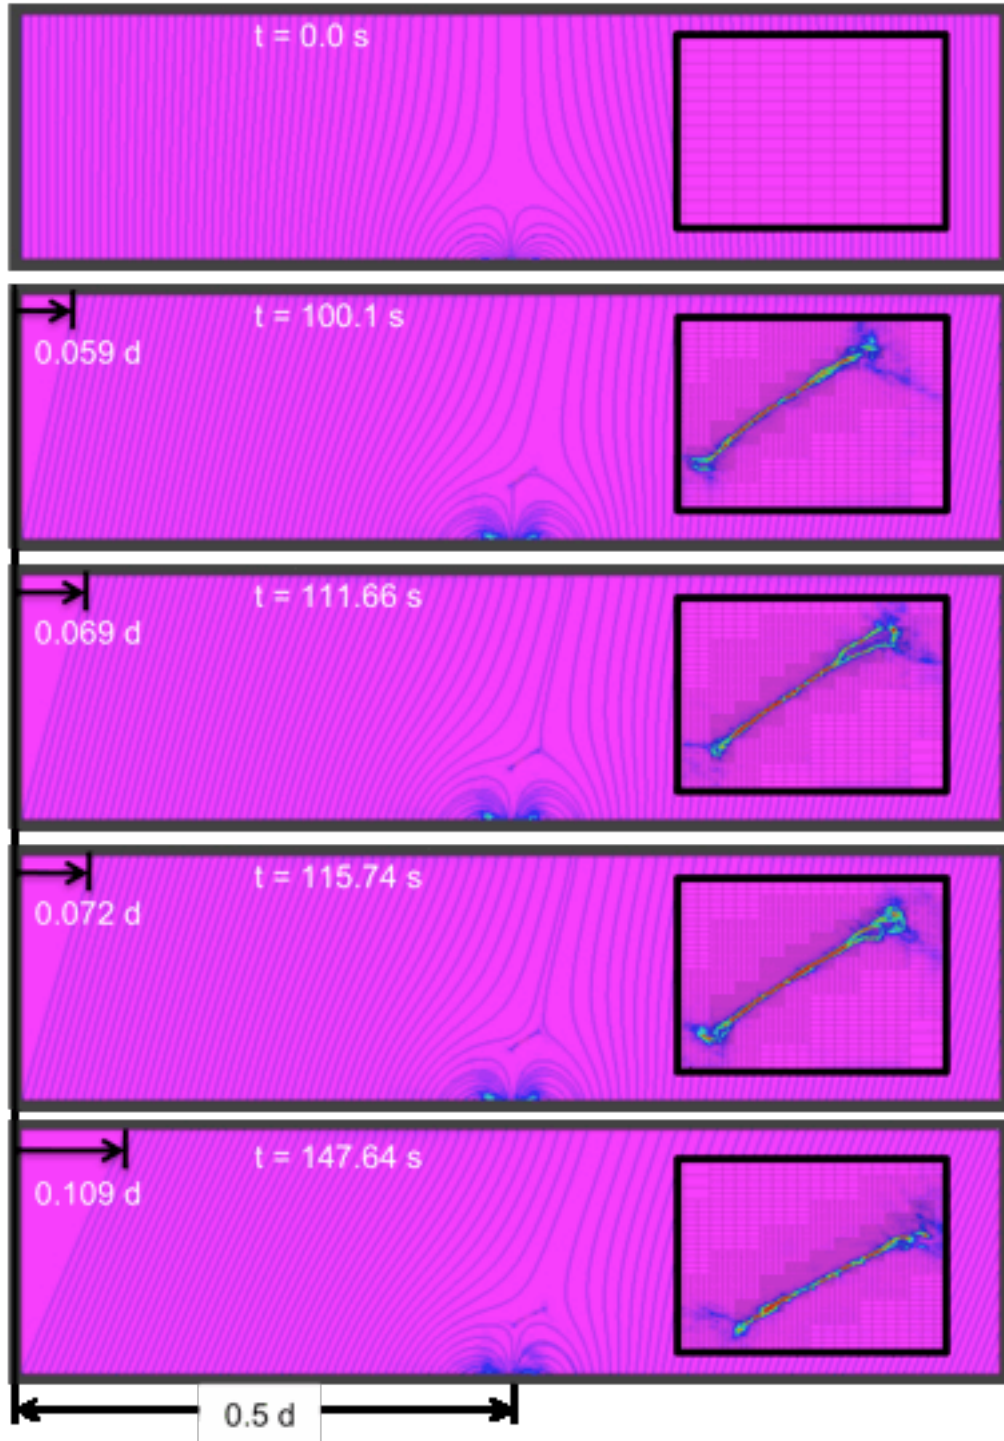 t = 0.0 s
t = 100.1 s
0.059 d
t = 111.66 s
0.069 d
t = 115.74 s
0.072 d
t = 147.64 s
0.109 d
0.5 d